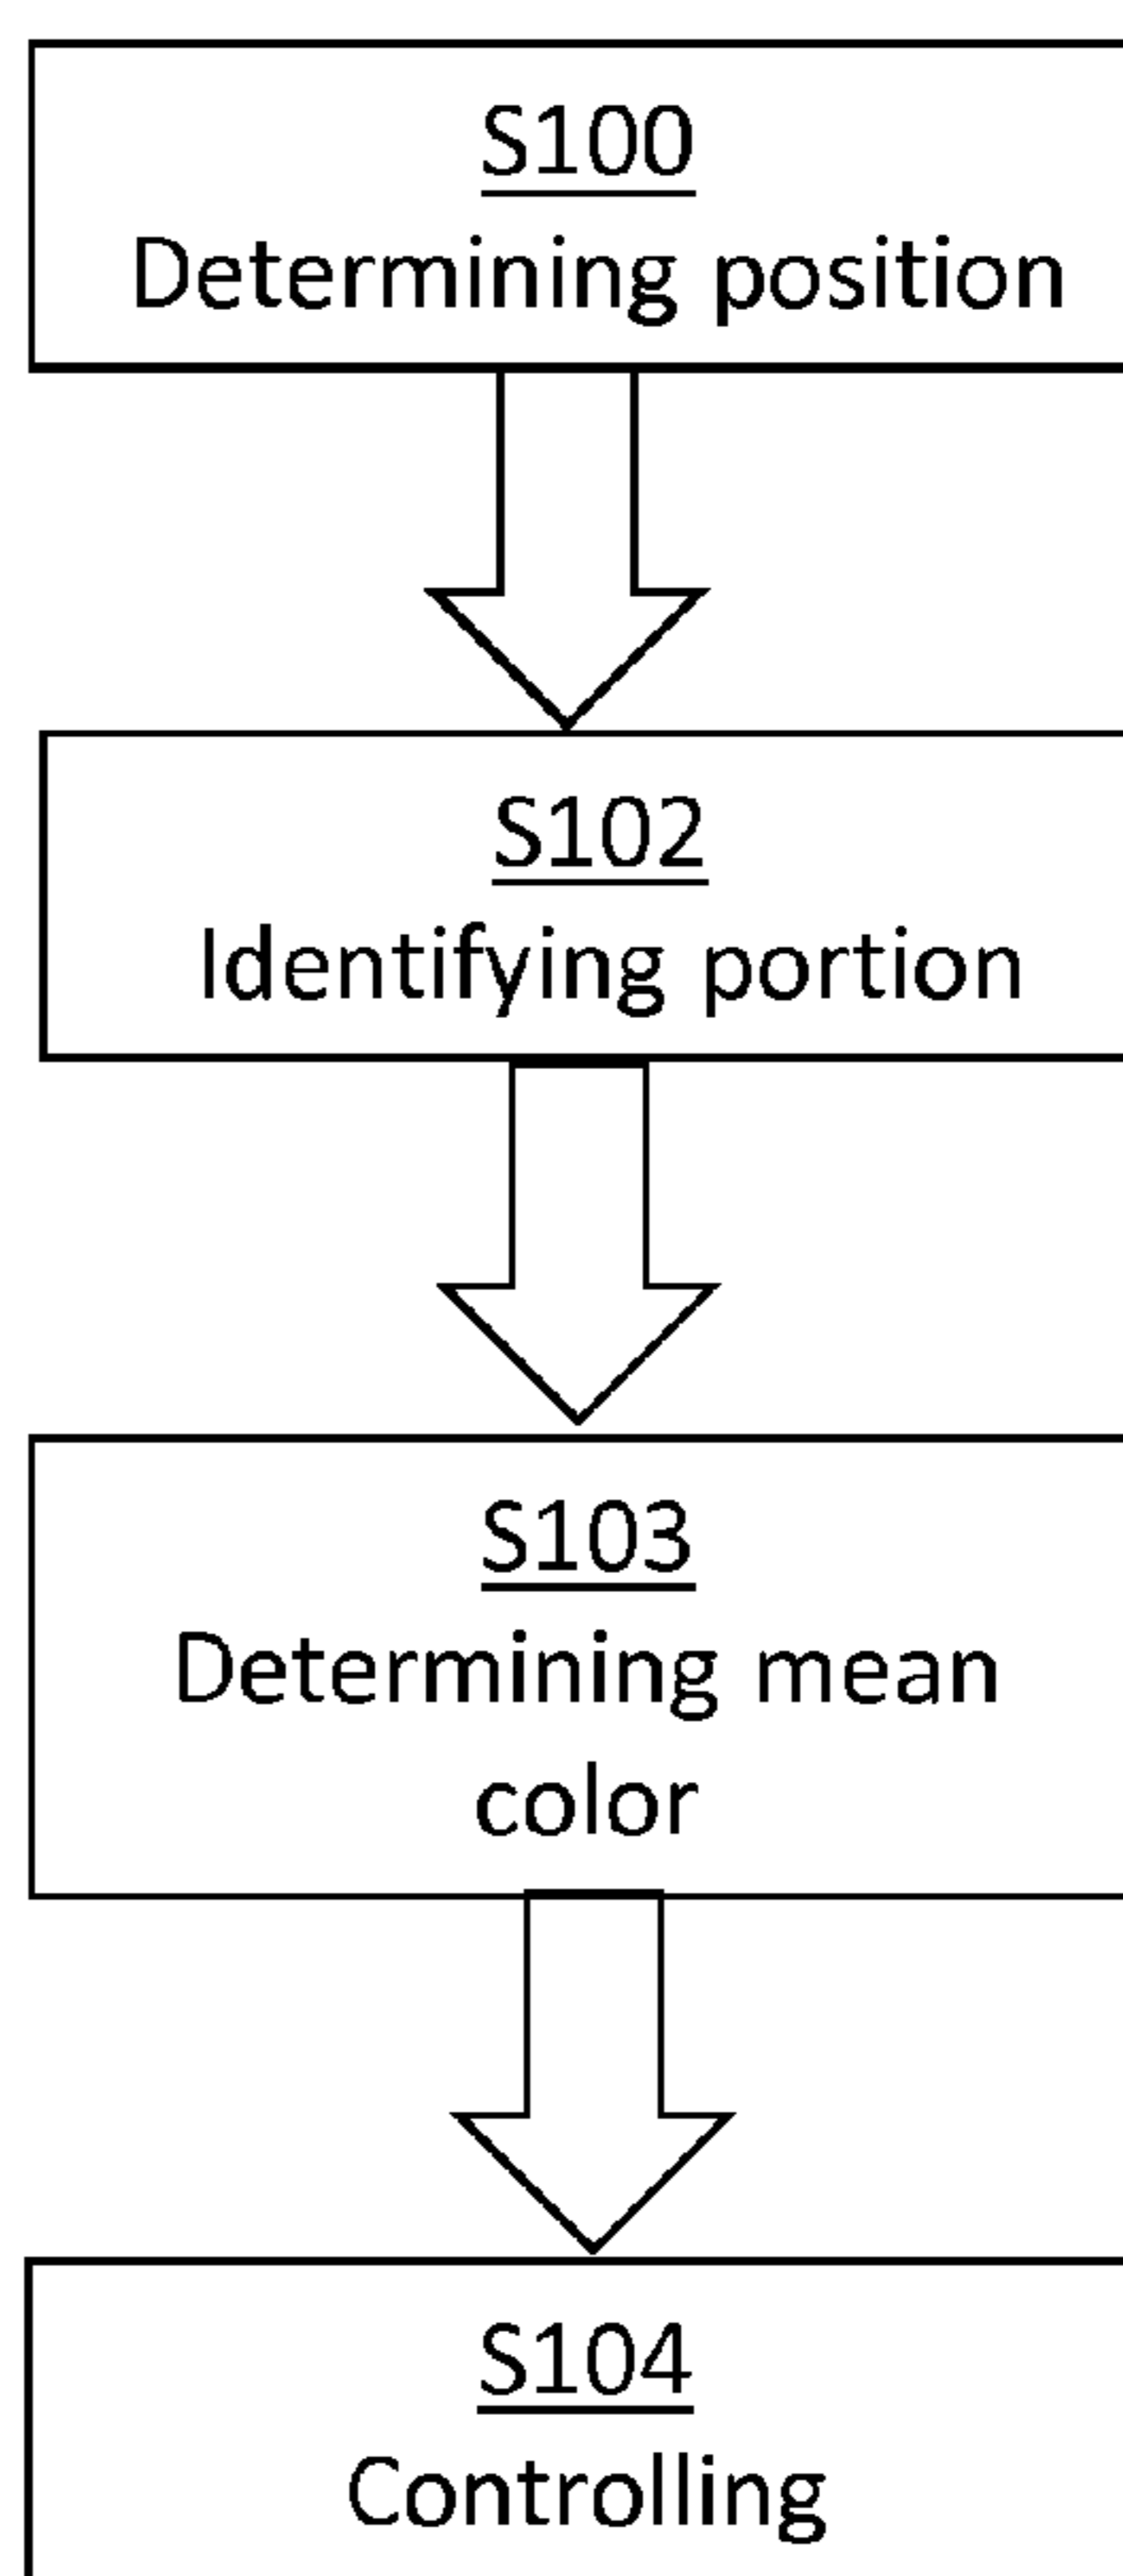 S100
Determining position
S102
Identifying portion
S103
Determining mean
color
S104
Controlling